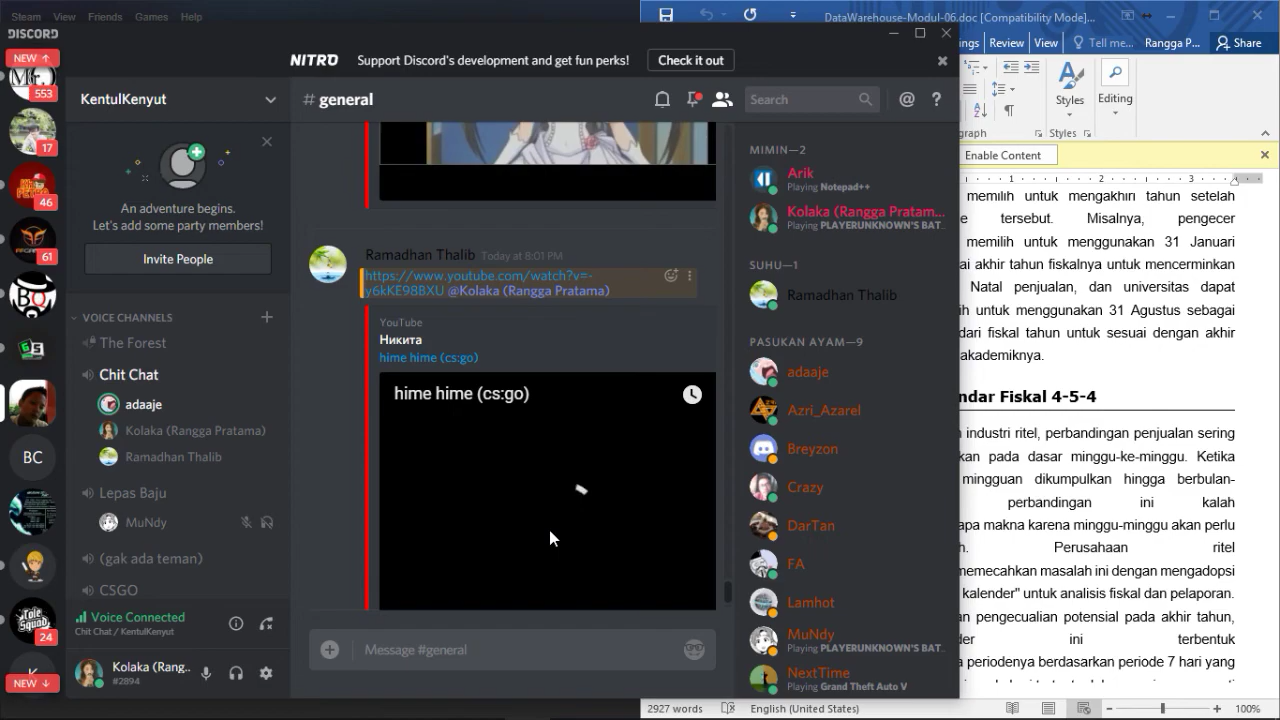 Steam View Friends Games Help
DISCORD
NEW ↑
553
17
46
61
BC
24
NEW ↓
KentulKenyut
An adventure begins.
Let's add some party members!
Invite People
VOICE CHANNELS
The Forest
Chit Chat
adaaje
Kolaka (Rangga Pratama)
Ramadhan Thalib
Lepas Baju
MuNdy
(gak ada teman)
CSGO
Voice Connected
Chit Chat / KentulKenyut
Kolaka (Rang...
#2894
NITRO Support Discord's development and get fun perks! Check it out
# general
Search
Ramadhan Thalib Today at 8:01 PM
https://www.youtube.com/watch?v=-
y6kKE98BXU @Kolaka (Rangga Pratama)
YouTube
Никита
hime hime (cs:go)
hime hime (cs:go)
Message #general
MIMIN—2
Arik
Playing Notepad++
Kolaka (Rangga Pratam...
Playing PLAYERUNKNOWN'S BAT...
SUHU—1
Ramadhan Thalib
PASUKAN AYAM—9
adaaje
Azri_Azarel
Breyzon
Crazy
DarTan
FA
Lamhot
MuNdy
Playing PLAYERUNKNOWN'S BAT...
NextTime
Playing Grand Theft Auto V
DataWarehouse-Modul-06.doc [Compatibility Mode]...
ngs Review View Tell me... Rangga P... Share
Styles
Editing
graph Styles
Enable Content
1 2 3
memilih untuk mengakhiri tahun setelah
tersebut. Misalnya, pengecer
memilih untuk menggunakan 31 Januari
ai akhir tahun fiskalnya untuk mencerminkan
Natal penjualan, dan universitas dapat
ih untuk menggunakan 31 Agustus sebagai
dari fiskal tahun untuk sesuai dengan akhir
akademiknya.
ndar Fiskal 4-5-4
industri ritel, perbandingan penjualan sering
kan pada dasar minggu-ke-minggu. Ketika
mingguan dikumpulkan hingga berbulan-
perbandingan ini kalah
apa makna karena minggu-minggu akan perlu
h. Perusahaan ritel
memecahkan masalah ini dengan mengadopsi
kalender" untuk analisis fiskal dan pelaporan.
pengecualian potensial pada akhir tahun,
der ini terbentuk
periodenya berdasarkan periode 7 hari yang
2927 words English (United States) 100%